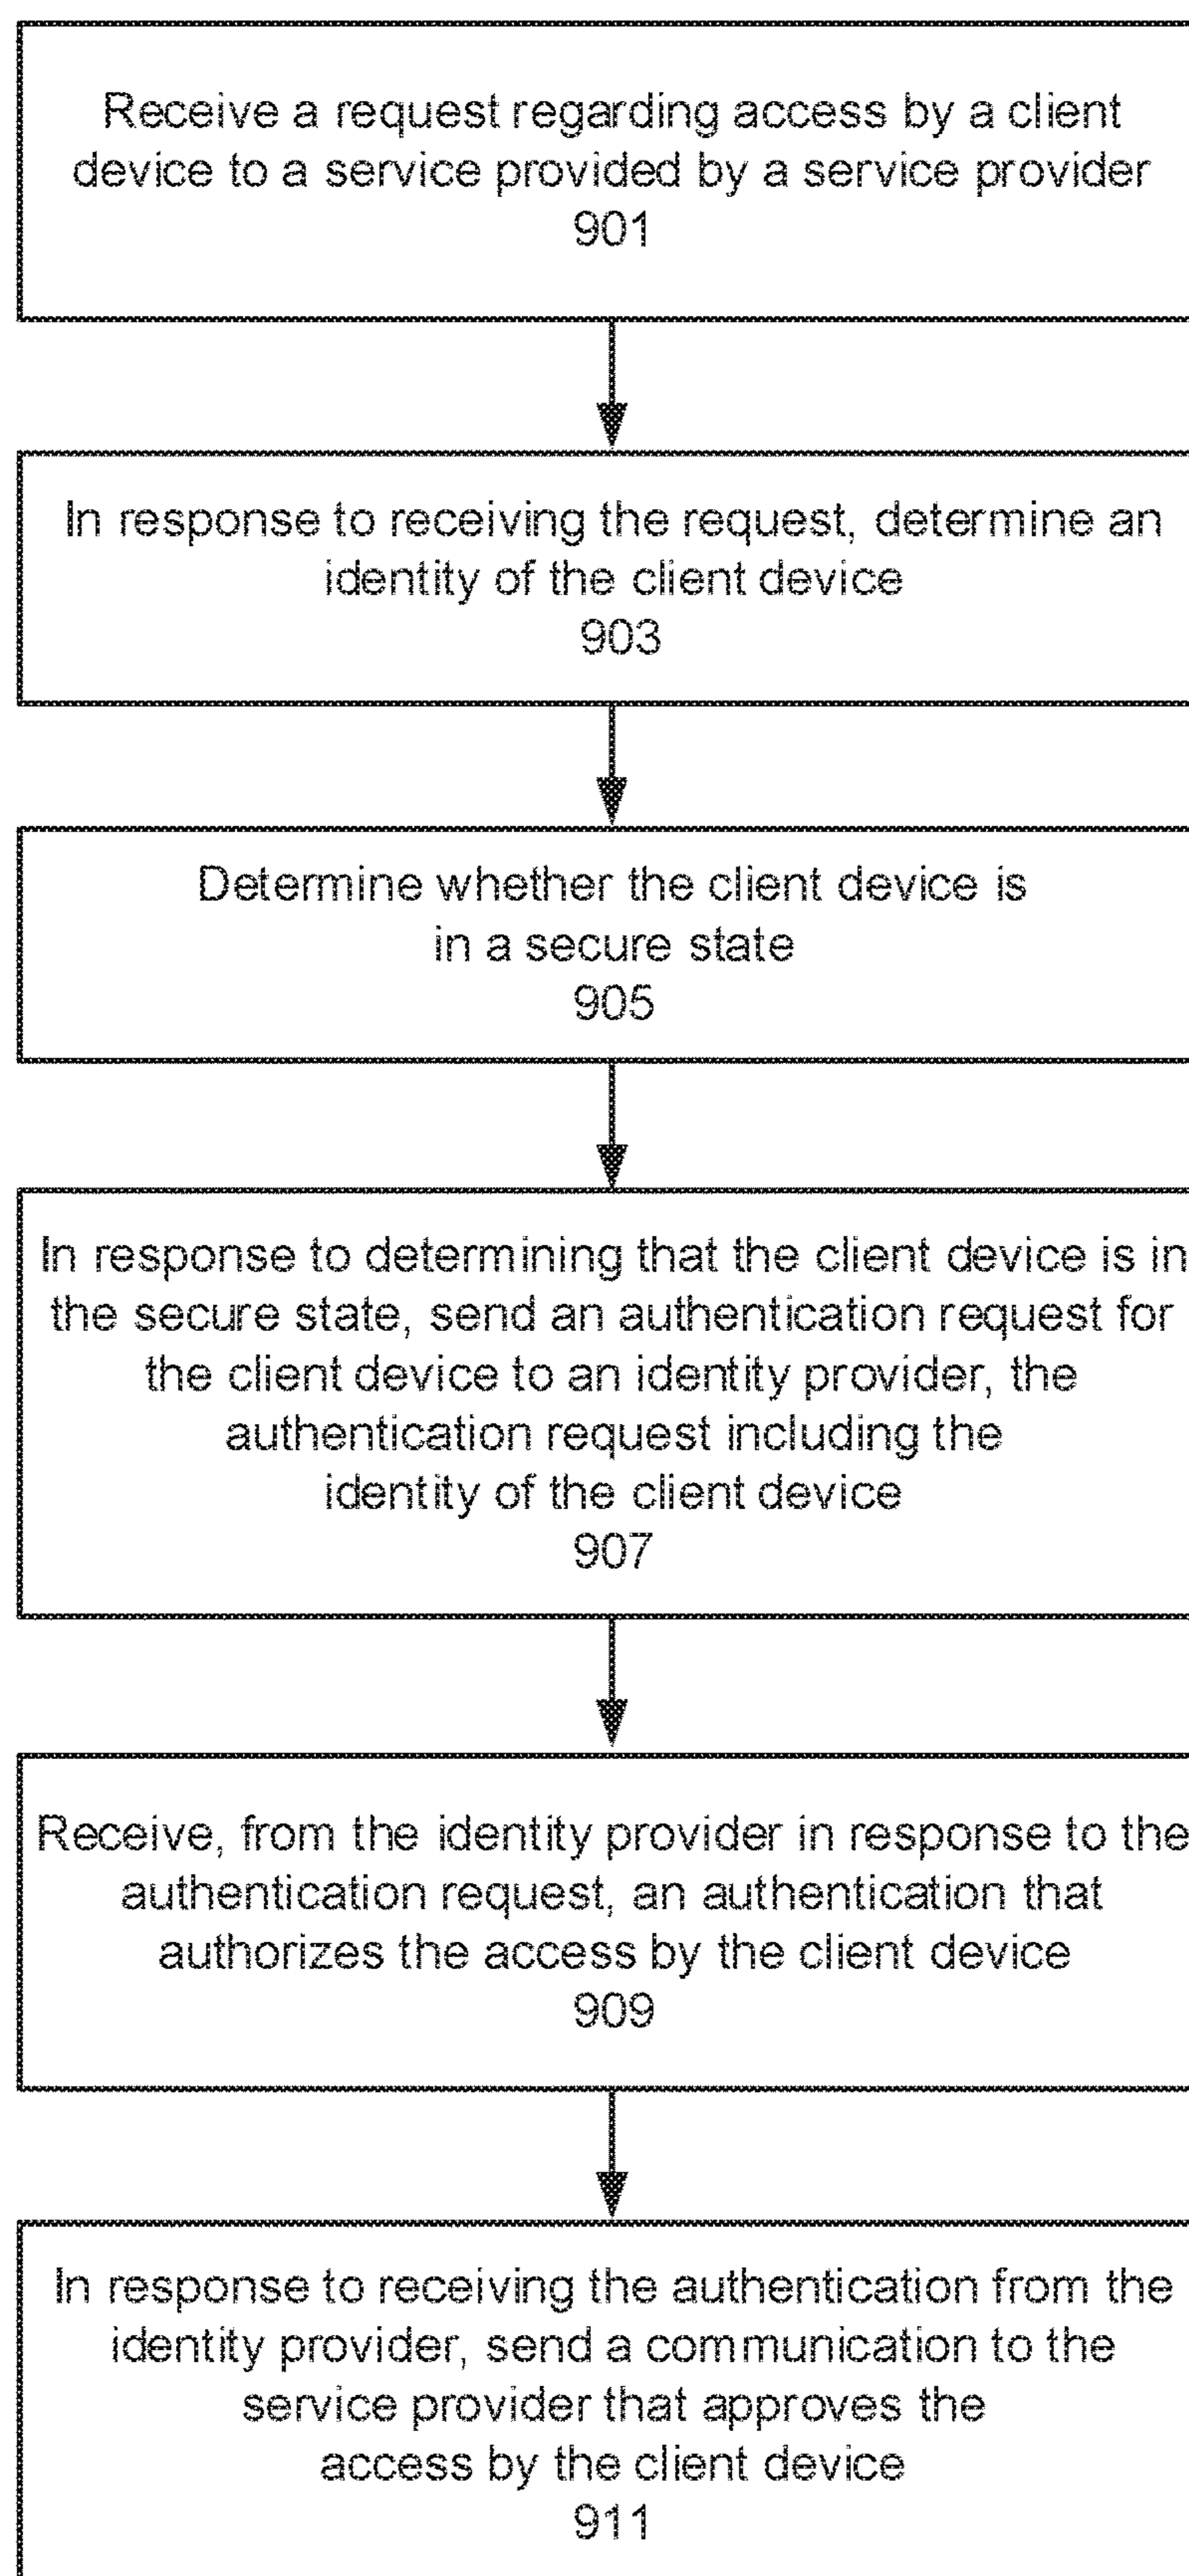 Receive a request regarding access by a client
device to a service provided by a service provider
901
In response to receiving the request, determine an
identity of the client device
903
Determine whether the client device is
in a secure state
905
In response to determining that the client device is in
the secure state, send an authentication request for
the client device to an identity provider, the
authentication request including the
identity of the client device
907
Receive, from the identity provider in response to the
authentication request, an authentication that
authorizes the access by the client device
909
In response to receiving the authentication from the
identity provider, send a communication to the
service provider that approves the
access by the client device
911